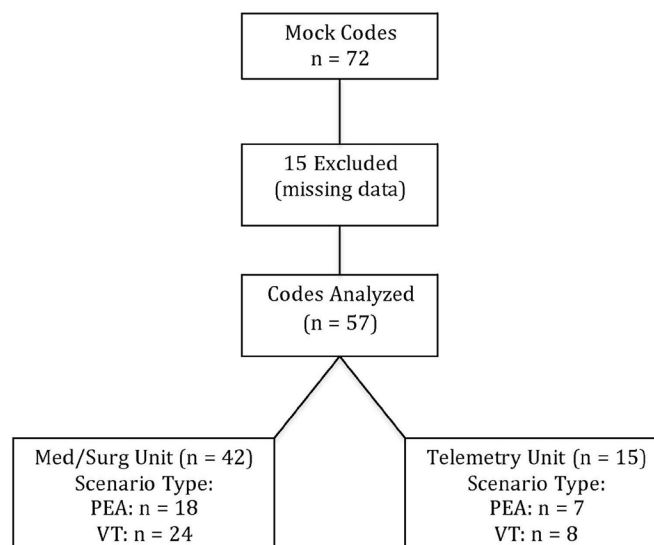 Mock Codes
n = 72
15 Excluded
(missing data)
Codes Analyzed
(n = 57)
Med/Surg Unit (n = 42)
Scenario Type:
PEA: n = 18
VT: n = 24
Telemetry Unit (n = 15)
Scenario Type:
PEA: n = 7
VT: n = 8